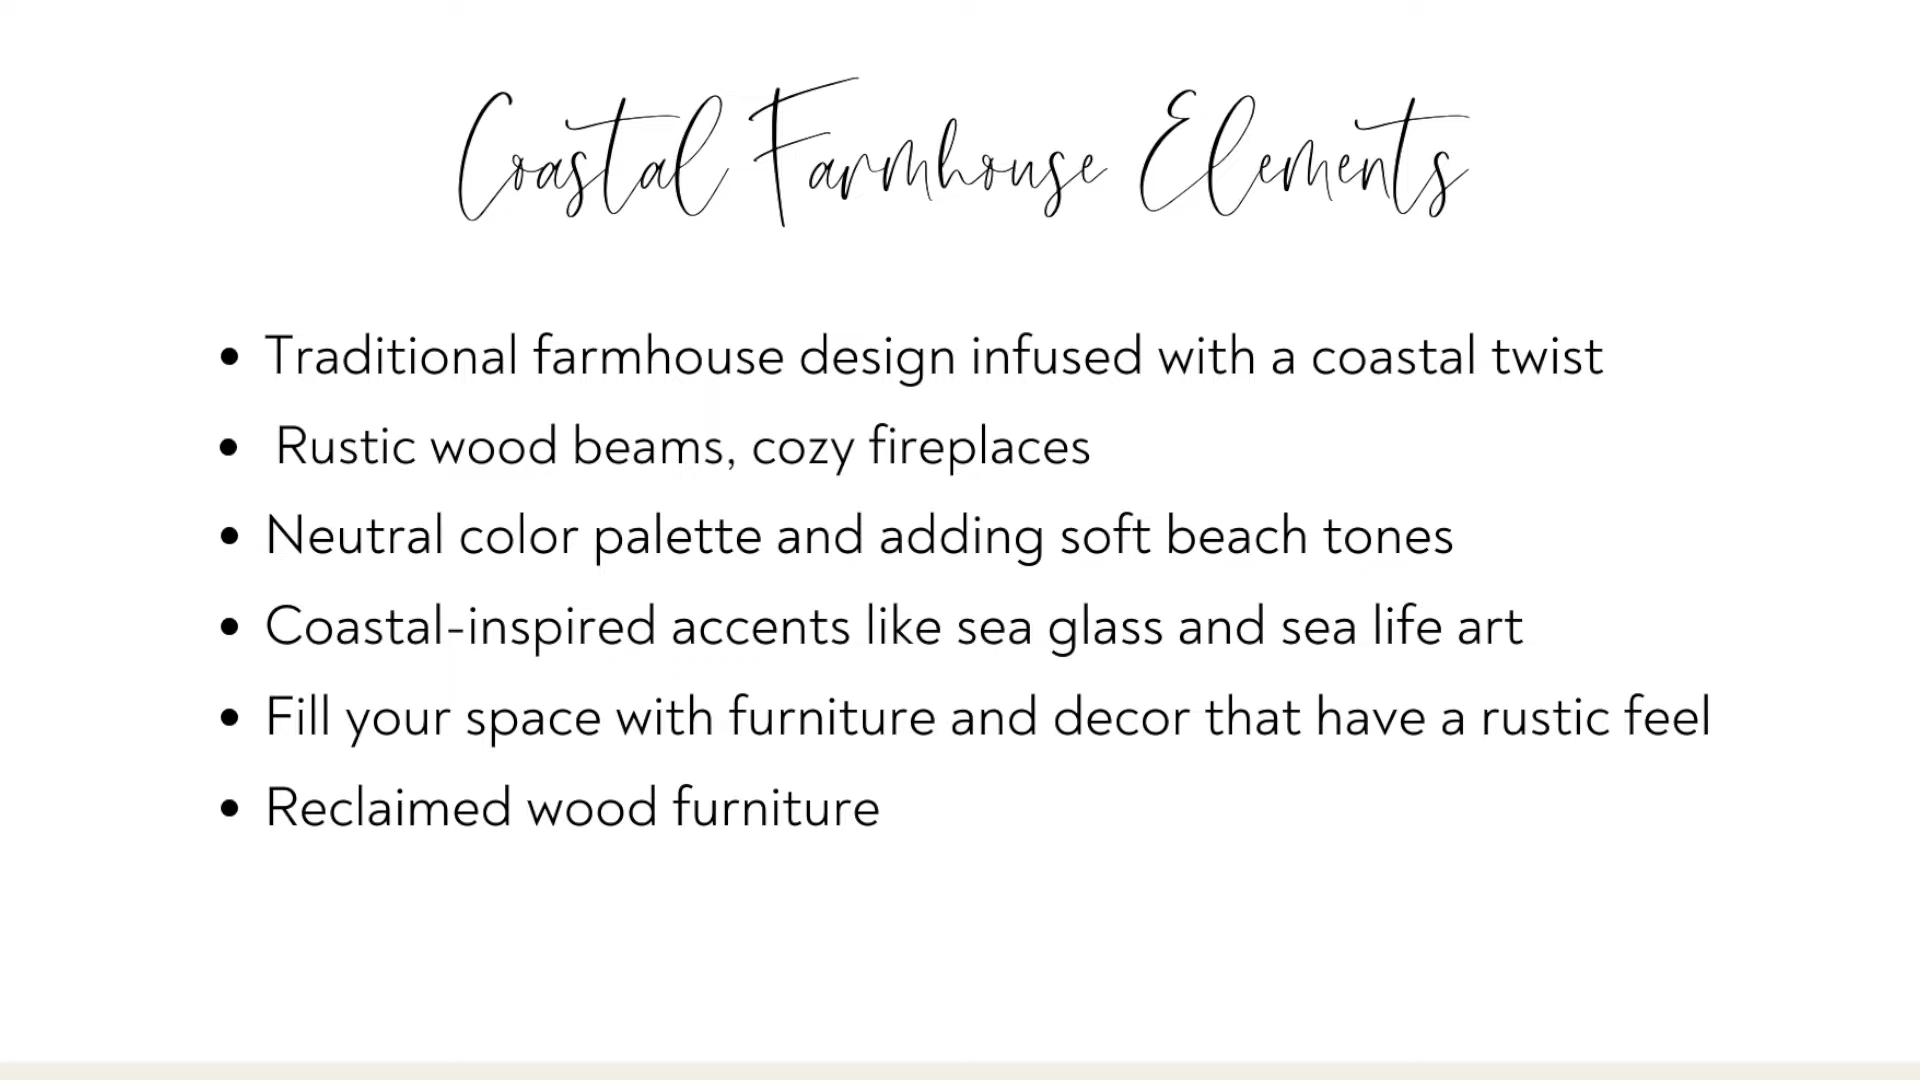 Coastal Farmhouse Elements
• Traditional farmhouse design infused with a coastal twist
• Rustic wood beams, cozy fireplaces
• Neutral color palette and adding soft beach tones
• Coastal-inspired accents like sea glass and sea life art
• Fill your space with furniture and decor that have a rustic feel
• Reclaimed wood furniture